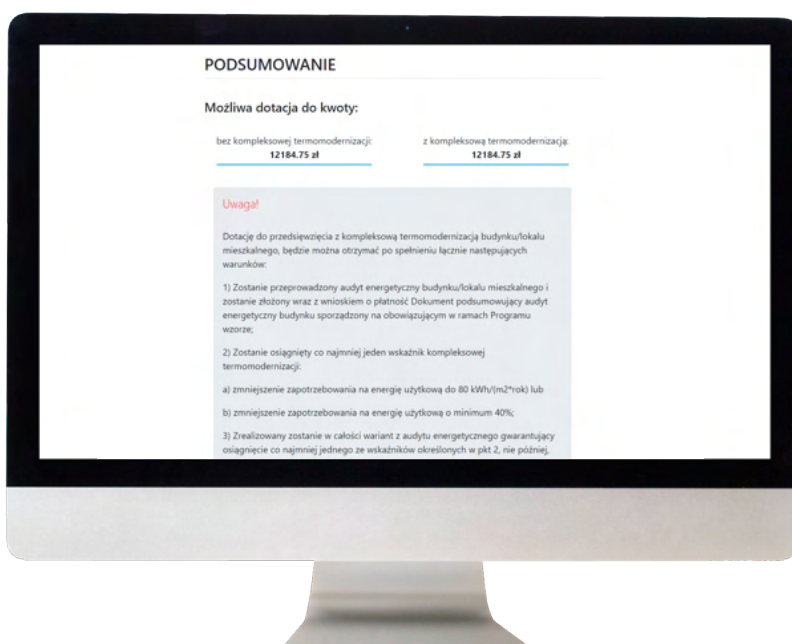 PODSUMOWANIE
Możliwa dotacja do kwoty:
bez kompleksowej termomodernizacji:
12184.75 zł
z kompleksową termomodernizacją:
12184.75 zł
Uwaga!
Dotację do przedsięwzięcia z kompleksową termomodernizacją budynku/lokalu
mieszkalnego, będzie można otrzymać po spełnieniu łącznie następujących
warunków:
1) Zostanie przeprowadzony audyt energetyczny budynku/lokalu mieszkalnego i
zostanie złożony wraz z wnioskiem o płatność Dokument podsumowujący audyt
energetyczny budynku sporządzony na obowiązującym w ramach Programu
wzorze;
2) Zostanie osiągnięty co najmniej jeden wskaźnik kompleksowej
termomodernizacji:
a) zmniejszenie zapotrzebowania na energię użytkową do 80 kWh/(m2*rok) lub
b) zmniejszenie zapotrzebowania na energię użytkową o minimum 40%;
3) Zrealizowany zostanie w całości wariant z audytu energetycznego gwarantujący
osiągnięcie co najmniej jednego ze wskaźników określonych w pkt 2, nie później,